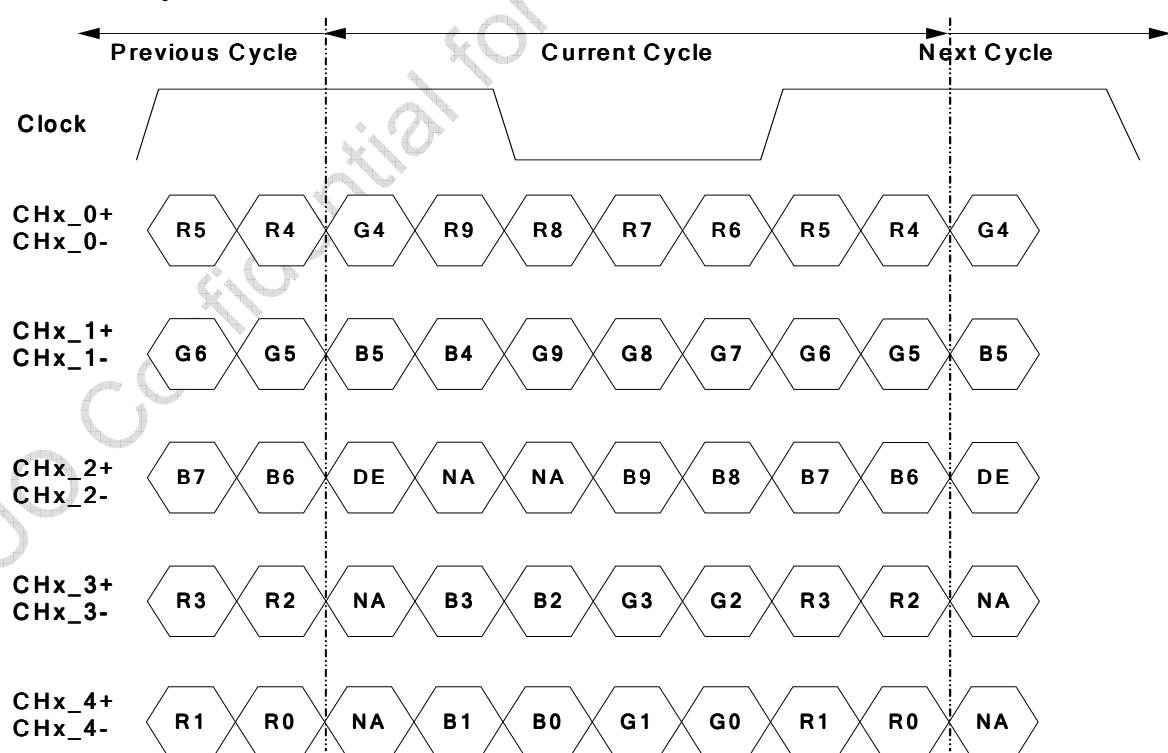 Previous Cycle Current Cycle Next Cycle
Clock
CHx_0+
CHx_0-
R5 R4 G4 R9 R8 R7 R6 R5 R4 G4
CHx_1+
CHx_1-
G6 G5 B5 B4 G9 G8 G7 G6 G5 B5
CHx_2+
CHx_2-
B7 B6 DE NA NA B9 B8 B7 B6 DE
CHx_3+
CHx_3-
R3 R2 NA B3 B2 G3 G2 R3 R2 NA
CHx_4+
CHx_4-
R1 R0 NA B1 B0 G1 G0 R1 R0 NA
Confidential for